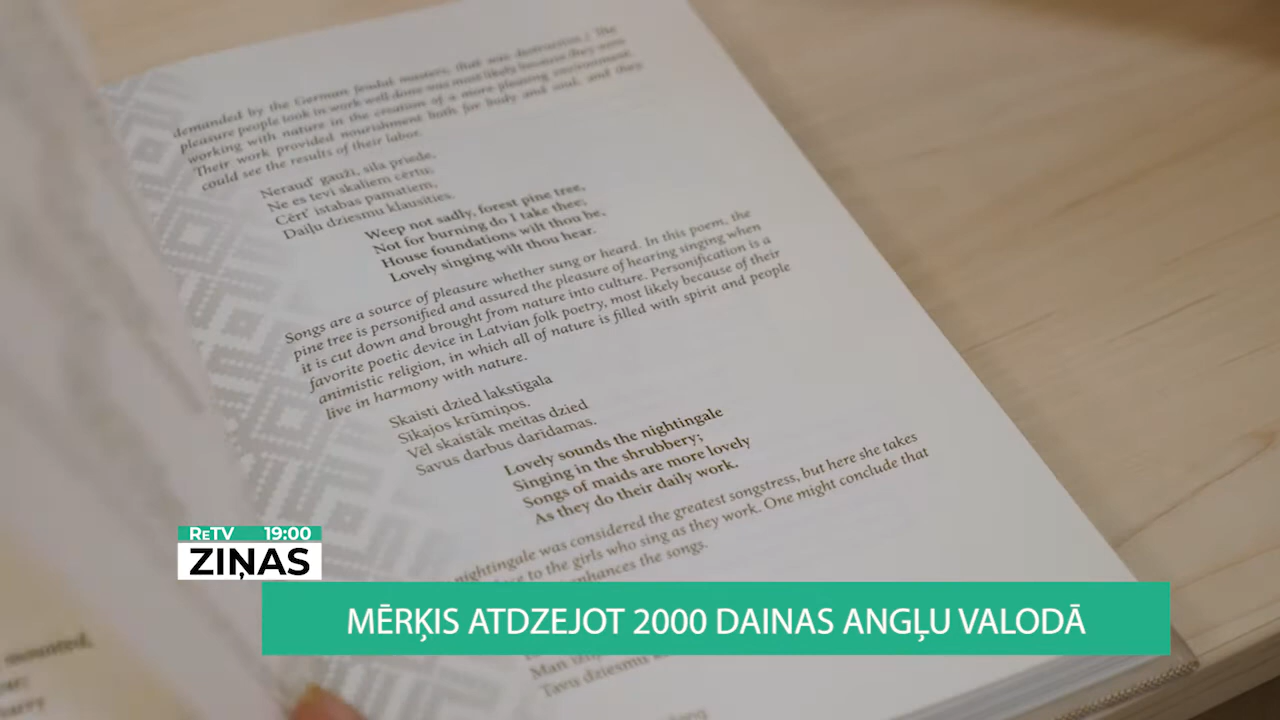 demanded by the German feudal masters, that was destructive.) The
pleasure people took in work well done was most likely because they were
working with nature in the creation of a more pleasing environment.
Their work provided nourishment both for body and soul, and they
could see the results of their labor.
Neraud' gauži, sila priede,
Ne es tevi skaliem cērtu;
Cērt' istabas pamatiem,
Daiļu dziesmu klausīties.
Weep not sadly, forest pine tree,
Not for burning do I take thee;
House foundations wilt thou be,
Lovely singing wilt thou hear.
Songs are a source of pleasure whether sung or heard. In this poem, the
pine tree is personified and assured the pleasure of hearing singing when
it is cut down and brought from nature into culture. Personification is a
favorite poetic device in Latvian folk poetry, most likely because of their
animistic religion, in which all of nature is filled with spirit and people
live in harmony with nature.
Skaisti dzied lakstīgala
Sīkajos krūmiņos.
Vēl skaistāk meitas dzied
Savus darbus darīdamas.
Lovely sounds the nightingale
Singing in the shrubbery;
Songs of maids are more lovely
As they do their daily work.
nightingale was considered the greatest songstress, but here she takes
to the girls who sing as they work. One might conclude that
enhances the songs.
RETV 19:00
ZIŅAS
MĒRĶIS ATDZEJOT 2000 DAINAS ANGĻU VALODĀ
Man
Tavu dziesmu
mounted,